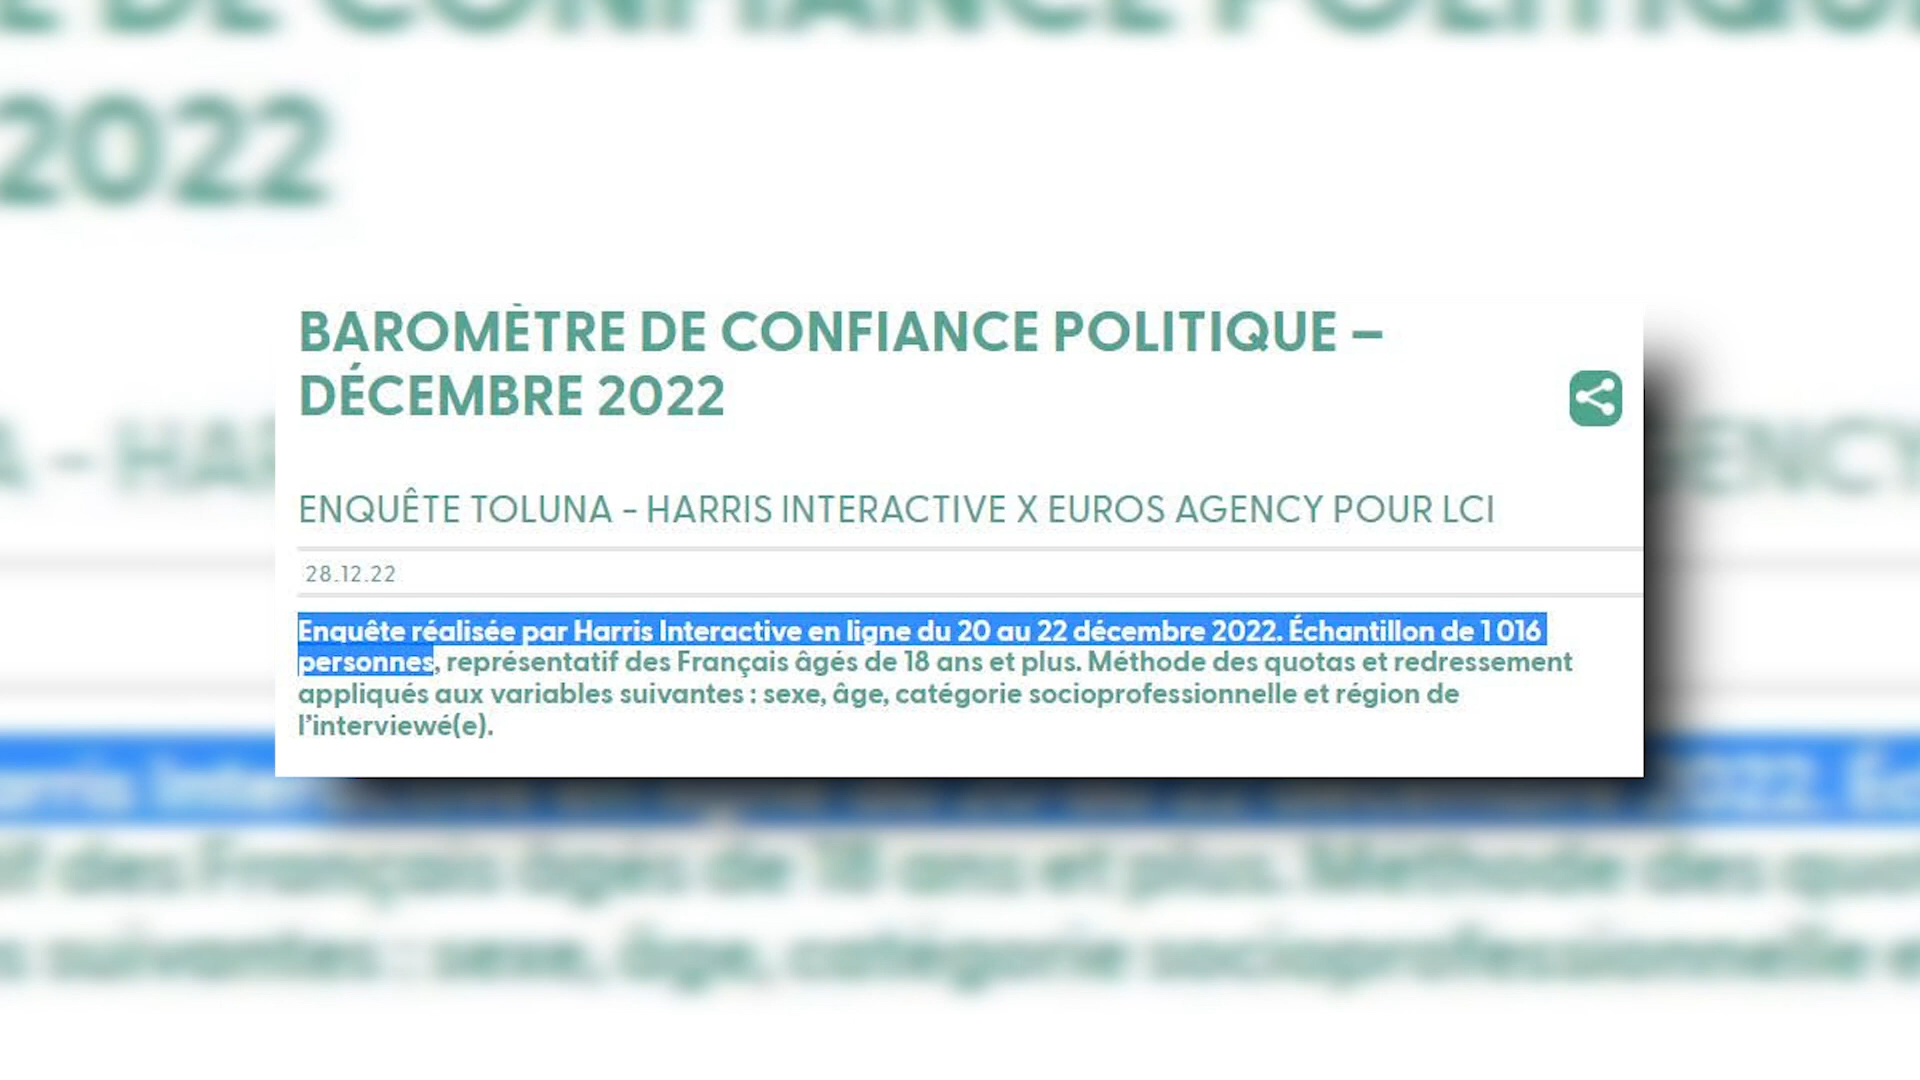 BAROMÈTRE DE CONFIANCE POLITIQUE –
DÉCEMBRE 2022
ENQUÊTE TOLUNA - HARRIS INTERACTIVE X EUROS AGENCY POUR LCI
28.12.22
Enquête réalisée par Harris Interactive en ligne du 20 au 22 décembre 2022. Échantillon de 1 016
personnes, représentatif des Français âgés de 18 ans et plus. Méthode des quotas et redressement
appliqués aux variables suivantes : sexe, âge, catégorie socioprofessionnelle et région de
l'interviewé(e).